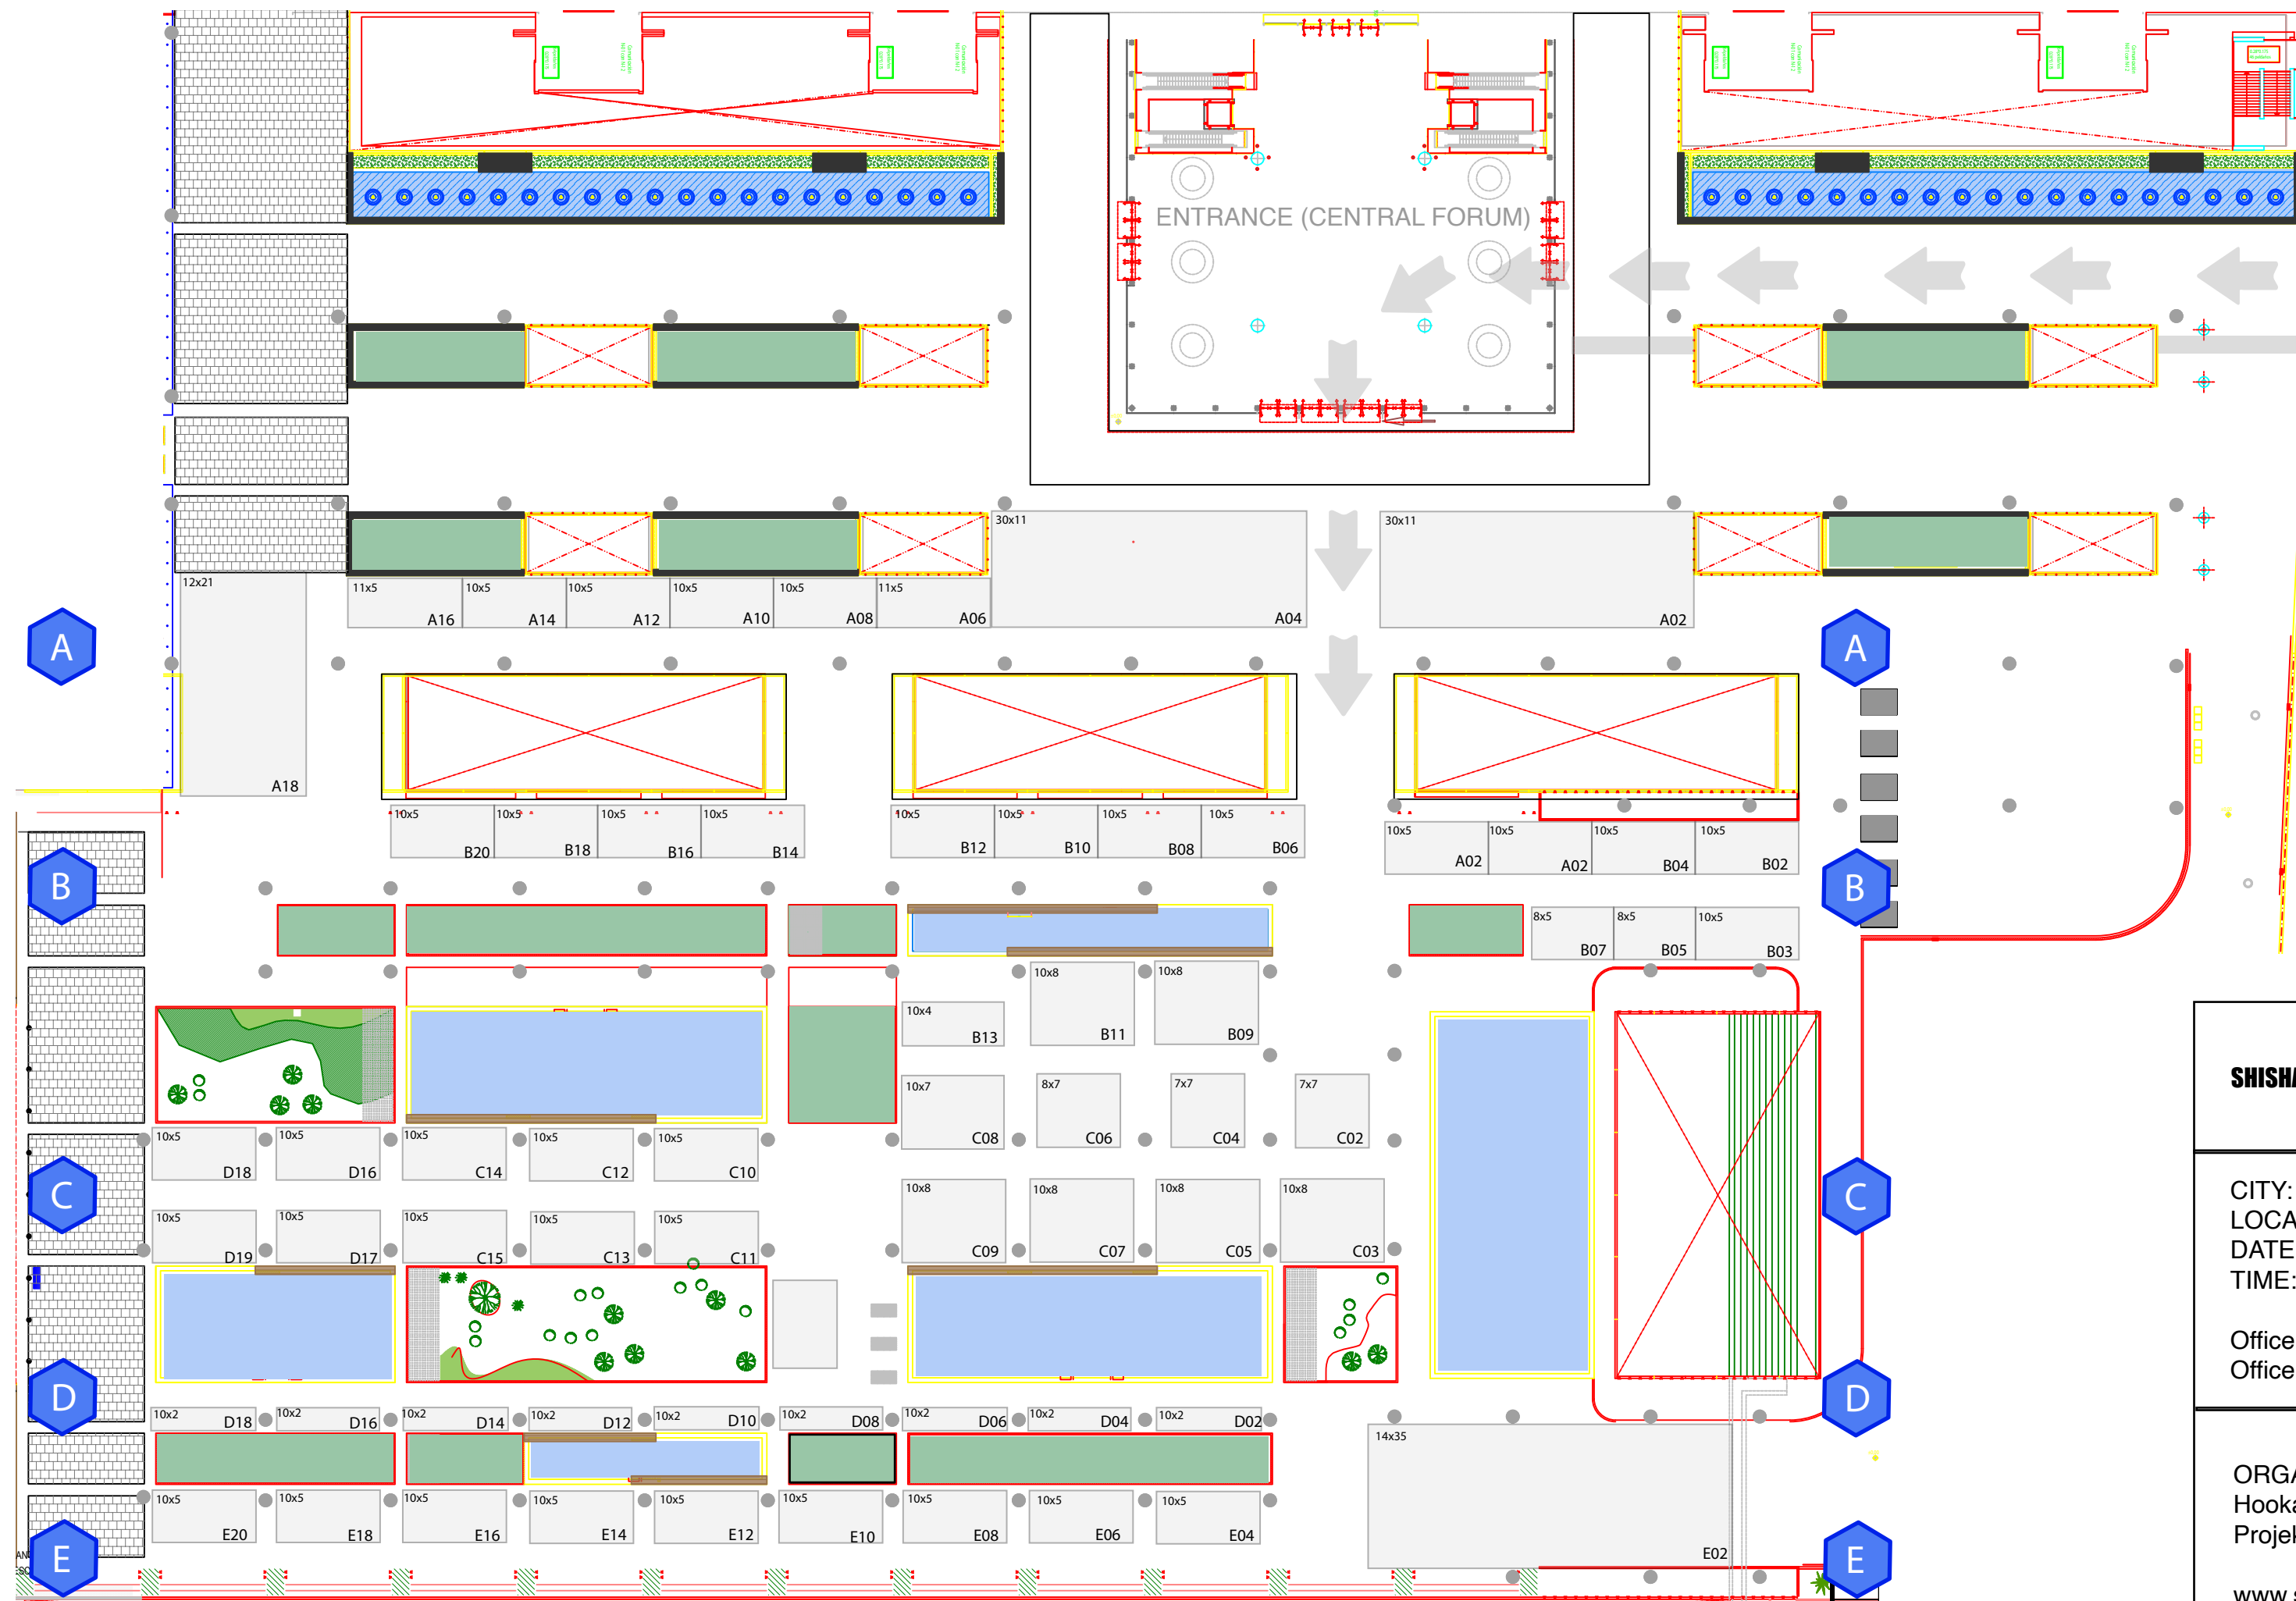 ENTRANCE (CENTRAL FORUM)
30x11
A04
30x11
A02
12x21
A18
11x5
A16
10x5
A14
10x5
A12
10x5
A10
10x5
A08
11x5
A06
A
A
10x5
B20
10x5
B18
10x5
B16
10x5
B14
10x5
B12
10x5
B10
10x5
B08
10x5
B06
10x5
A02
10x5
A02
10x5
B04
10x5
B02
B
B
8x5
B07
8x5
B05
10x5
B03
10x4
B13
10x8
B11
10x8
B09
10x7
C08
8x7
C06
7x7
C04
7x7
C02
10x5
D18
10x5
D16
10x5
C14
10x5
C12
10x5
C10
C
C
10x5
D19
10x5
D17
10x5
C15
10x5
C13
10x5
C11
10x8
C09
10x8
C07
10x8
C05
10x8
C03
D
D
10x2
D18
10x2
D16
10x2
D14
10x2
D12
10x2
D10
10x2
D08
10x2
D06
10x2
D04
10x2
D02
14x35
E02
10x5
E20
10x5
E18
10x5
E16
10x5
E14
10x5
E12
10x5
E10
10x5
E08
10x5
E06
10x5
E04
E
E
SHISHA
CITY:
LOCA
DATE
TIME:
Office
Office
ORGA
Hooka
Projek
www.s